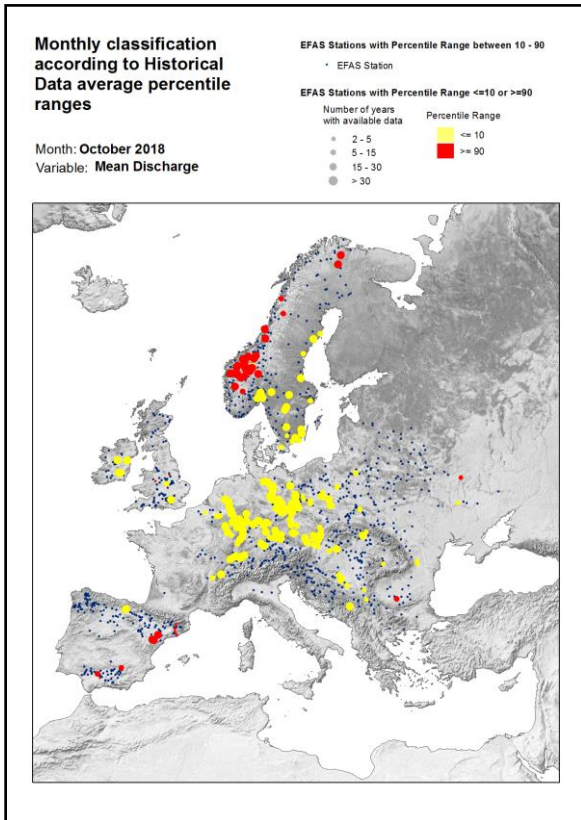 Monthly classification
according to Historical
Data average percentile
ranges
Month: October 2018
Variable: Mean Discharge
EFAS Stations with Percentile Range between 10 - 90
EFAS Station
EFAS Stations with Percentile Range <=10 or >=90
Number of years
with available data
2 - 5
5 - 15
15 - 30
> 30
Percentile Range
<= 10
>= 90